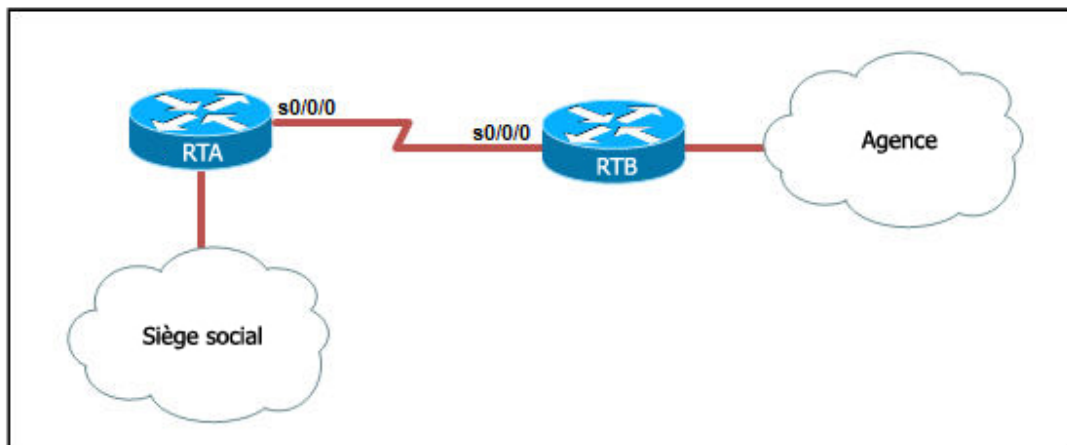 s0/0/0
RTA
s0/0/0
RTB
Agence
Siège social